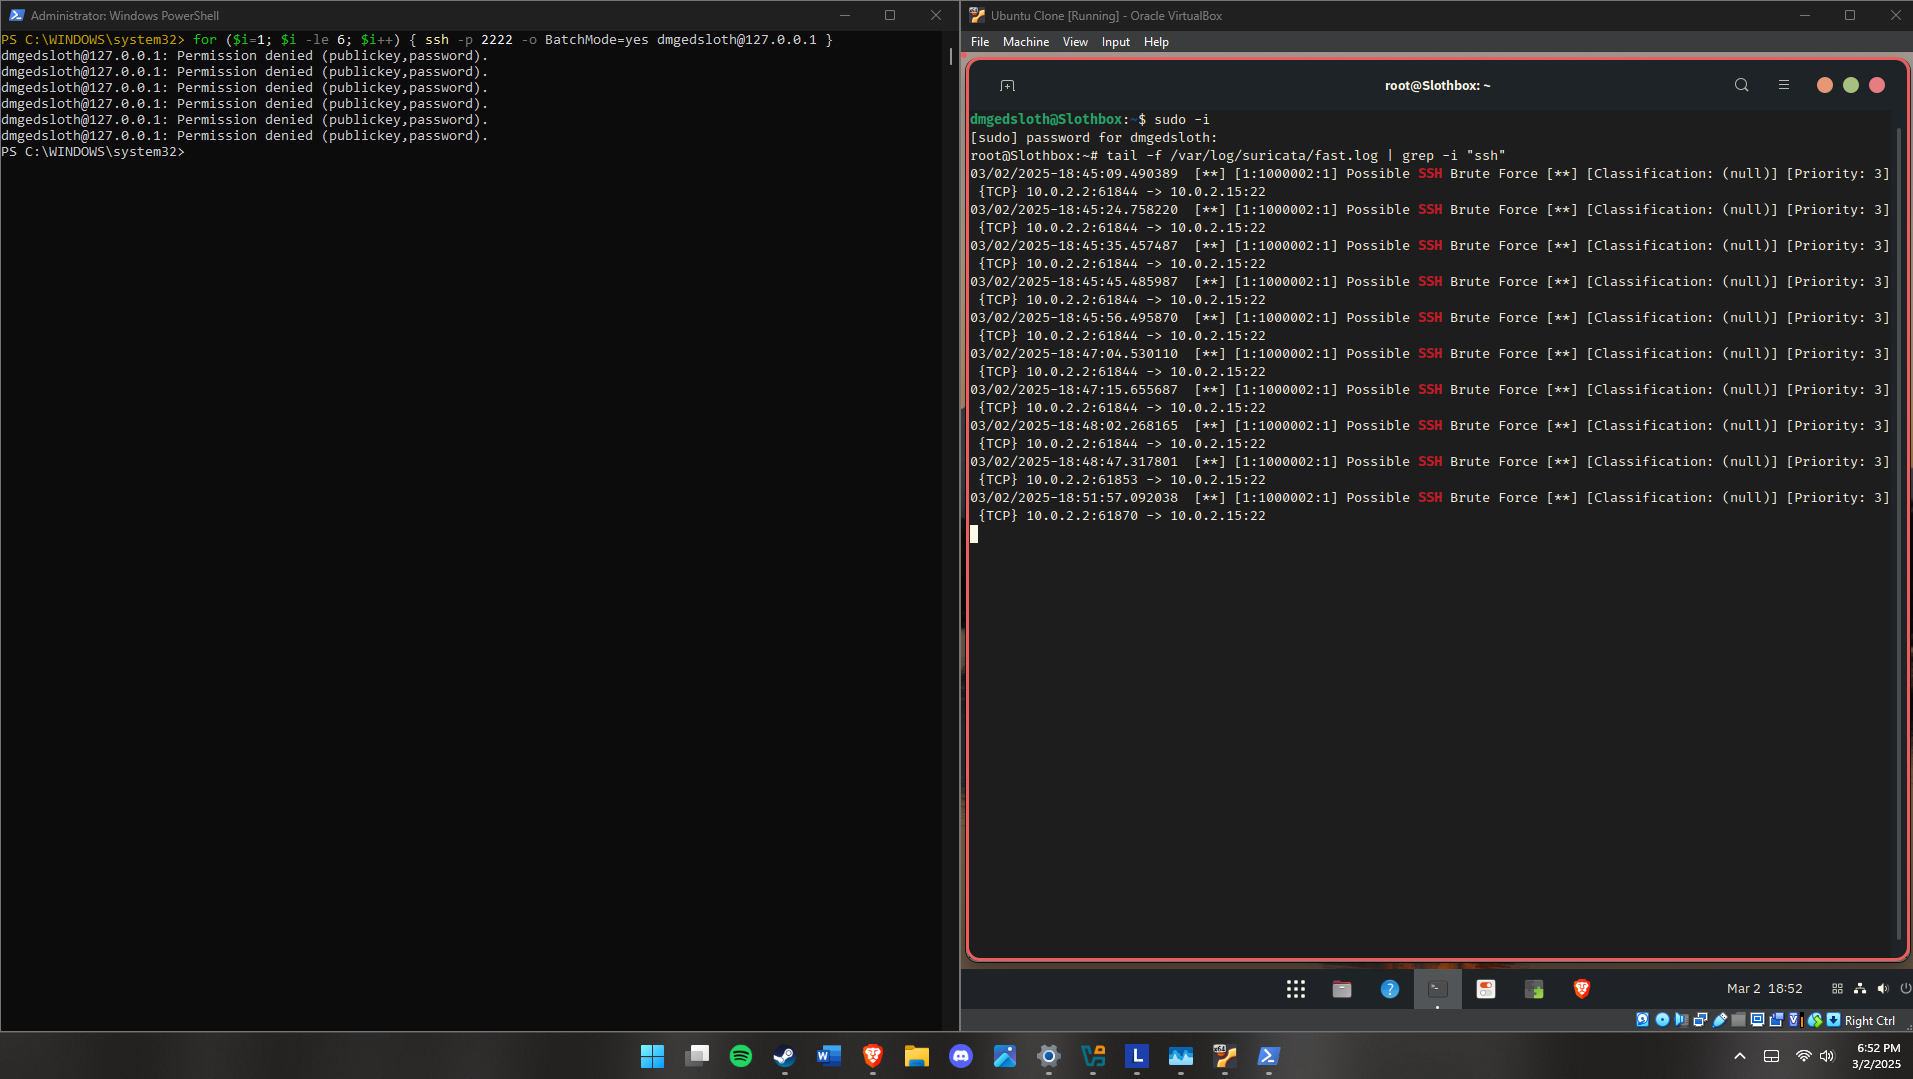 Administrator: Windows PowerShell
PS C:\WINDOWS\system32> for ($i=1; $i -le 6; $i++) { ssh -p 2222 -o BatchMode=yes dmgedsloth@127.0.0.1 }
dmgedsloth@127.0.0.1: Permission denied (publickey,password).
dmgedsloth@127.0.0.1: Permission denied (publickey,password).
dmgedsloth@127.0.0.1: Permission denied (publickey,password).
dmgedsloth@127.0.0.1: Permission denied (publickey,password).
dmgedsloth@127.0.0.1: Permission denied (publickey,password).
dmgedsloth@127.0.0.1: Permission denied (publickey,password).
PS C:\WINDOWS\system32>
Ubuntu Clone [Running] - Oracle VirtualBox
File Machine View Input Help
root@Slothbox: ~
dmgedsloth@Slothbox:~$ sudo -i
[sudo] password for dmgedsloth:
root@Slothbox:~# tail -f /var/log/suricata/fast.log | grep -i "ssh"
03/02/2025-18:45:09.490389  [**] [1:1000002:1] Possible SSH Brute Force [**] [Classification: (null)] [Priority: 3]
{TCP} 10.0.2.2:61844 -> 10.0.2.15:22
03/02/2025-18:45:24.758220  [**] [1:1000002:1] Possible SSH Brute Force [**] [Classification: (null)] [Priority: 3]
{TCP} 10.0.2.2:61844 -> 10.0.2.15:22
03/02/2025-18:45:35.457487  [**] [1:1000002:1] Possible SSH Brute Force [**] [Classification: (null)] [Priority: 3]
{TCP} 10.0.2.2:61844 -> 10.0.2.15:22
03/02/2025-18:45:45.485987  [**] [1:1000002:1] Possible SSH Brute Force [**] [Classification: (null)] [Priority: 3]
{TCP} 10.0.2.2:61844 -> 10.0.2.15:22
03/02/2025-18:45:56.495870  [**] [1:1000002:1] Possible SSH Brute Force [**] [Classification: (null)] [Priority: 3]
{TCP} 10.0.2.2:61844 -> 10.0.2.15:22
03/02/2025-18:47:04.530110  [**] [1:1000002:1] Possible SSH Brute Force [**] [Classification: (null)] [Priority: 3]
{TCP} 10.0.2.2:61844 -> 10.0.2.15:22
03/02/2025-18:47:15.655687  [**] [1:1000002:1] Possible SSH Brute Force [**] [Classification: (null)] [Priority: 3]
{TCP} 10.0.2.2:61844 -> 10.0.2.15:22
03/02/2025-18:48:02.268165  [**] [1:1000002:1] Possible SSH Brute Force [**] [Classification: (null)] [Priority: 3]
{TCP} 10.0.2.2:61844 -> 10.0.2.15:22
03/02/2025-18:48:47.317801  [**] [1:1000002:1] Possible SSH Brute Force [**] [Classification: (null)] [Priority: 3]
{TCP} 10.0.2.2:61853 -> 10.0.2.15:22
03/02/2025-18:51:57.092038  [**] [1:1000002:1] Possible SSH Brute Force [**] [Classification: (null)] [Priority: 3]
{TCP} 10.0.2.2:61870 -> 10.0.2.15:22
Mar 2 18:52
Right Ctrl
6:52 PM
3/2/2025